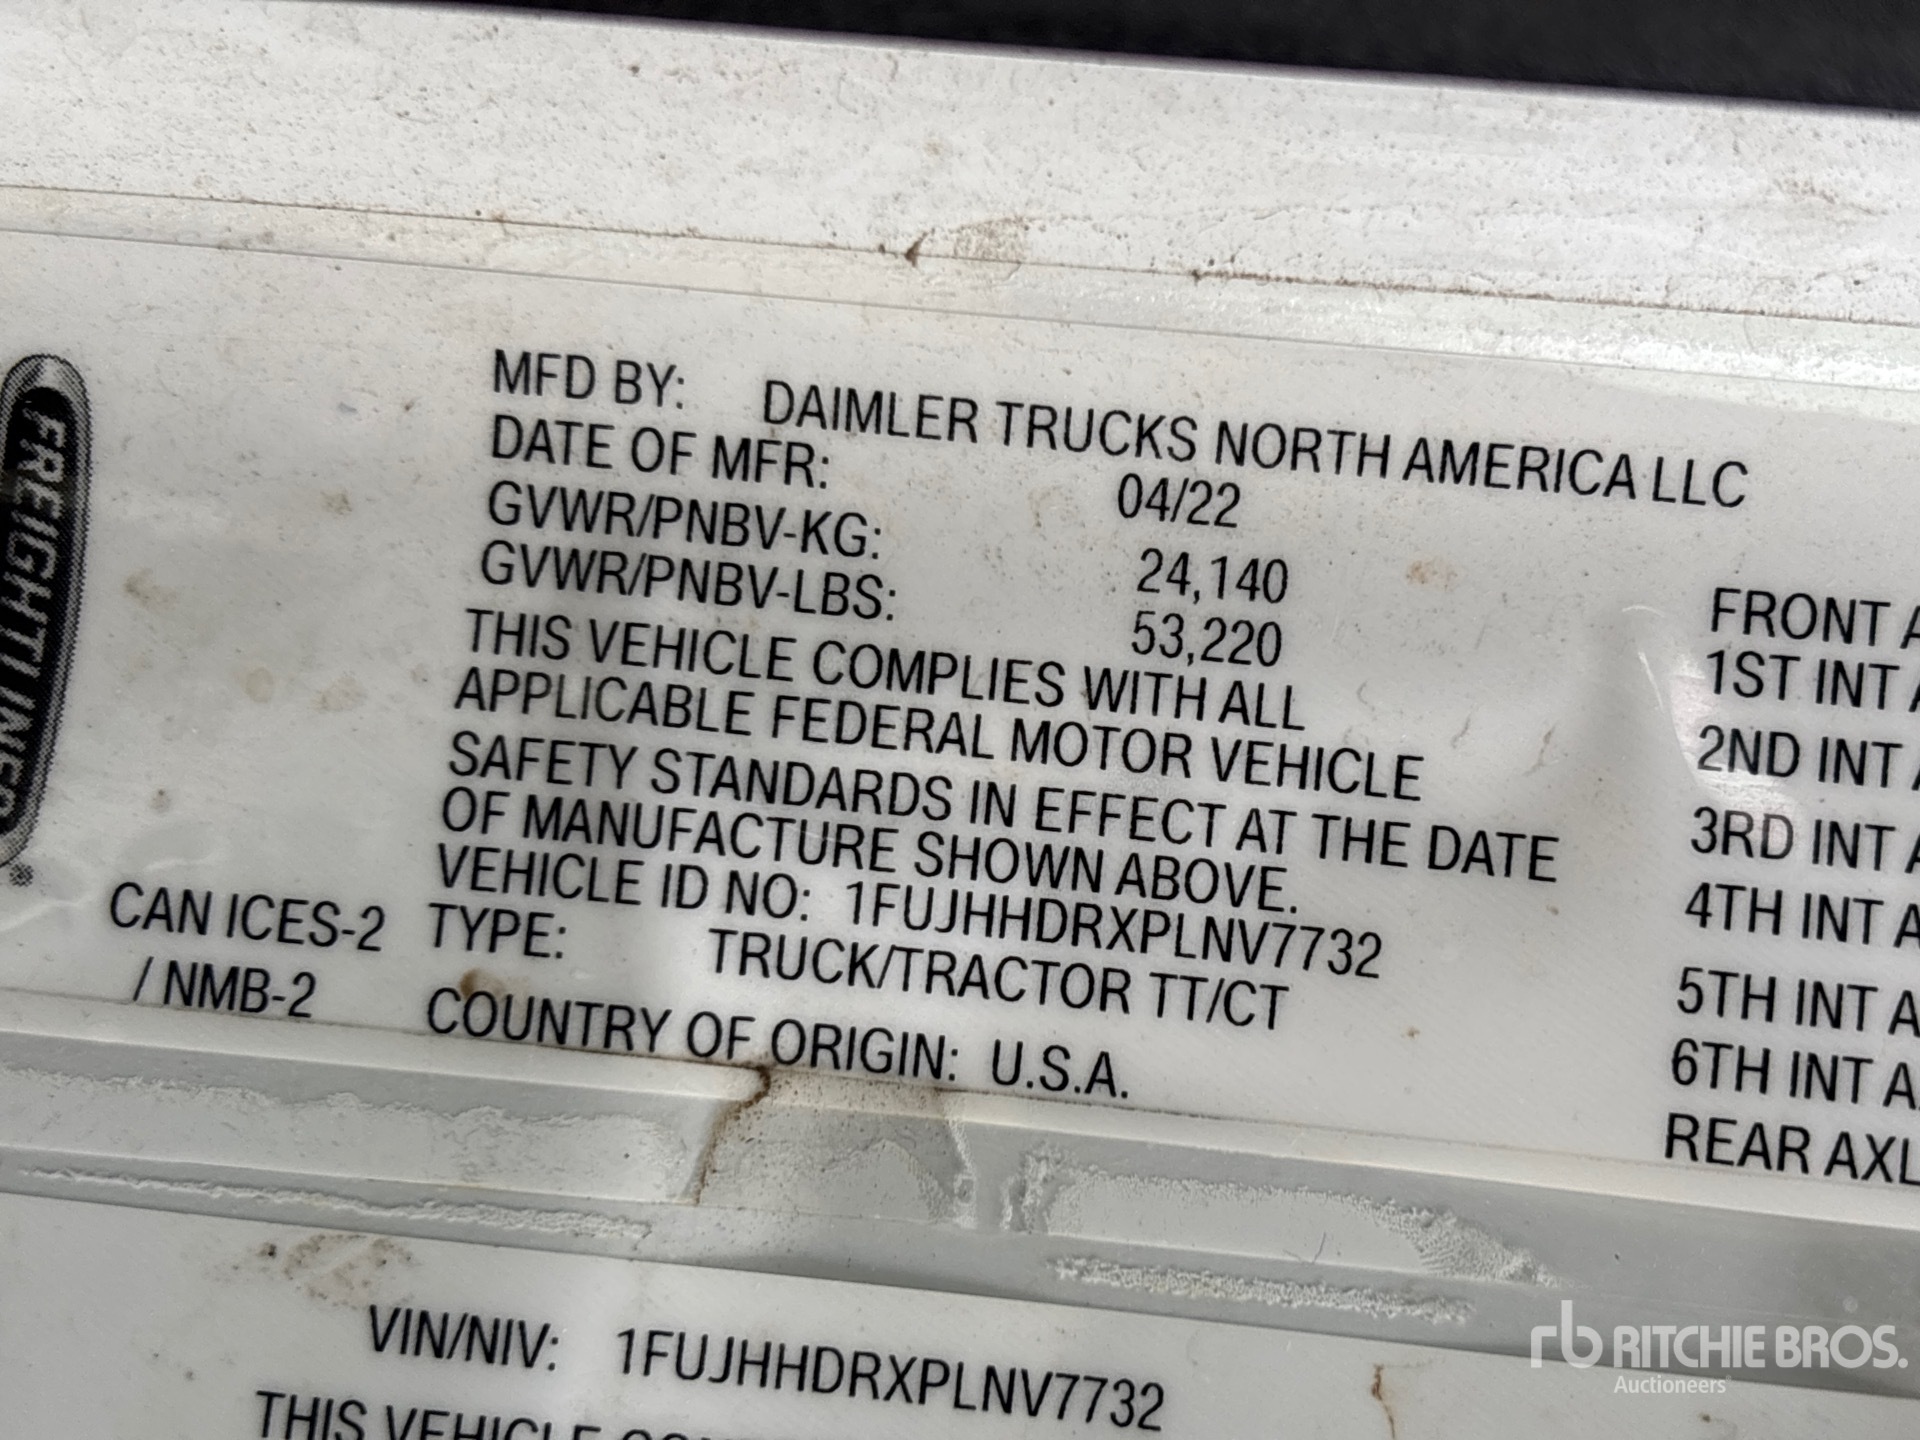 FREIGHTLINER
MFD BY: DAIMLER TRUCKS NORTH AMERICA LLC
DATE OF MFR: 04/22
GVWR/PNBV-KG: 24,140
GVWR/PNBV-LBS: 53,220
THIS VEHICLE COMPLIES WITH ALL
APPLICABLE FEDERAL MOTOR VEHICLE
SAFETY STANDARDS IN EFFECT AT THE DATE
OF MANUFACTURE SHOWN ABOVE.
VEHICLE ID NO: 1FUJHHDRXPLNV7732
TYPE: TRUCK/TRACTOR TT/CT
COUNTRY OF ORIGIN: U.S.A.
CAN ICES-2
/ NMB-2
FRONT A
1ST INT A
2ND INT A
3RD INT A
4TH INT A
5TH INT A
6TH INT A
REAR AXL
VIN/NIV: 1FUJHHDRXPLNV7732
THIS VEHICLE
rb RITCHIE BROS.
Auctioneers